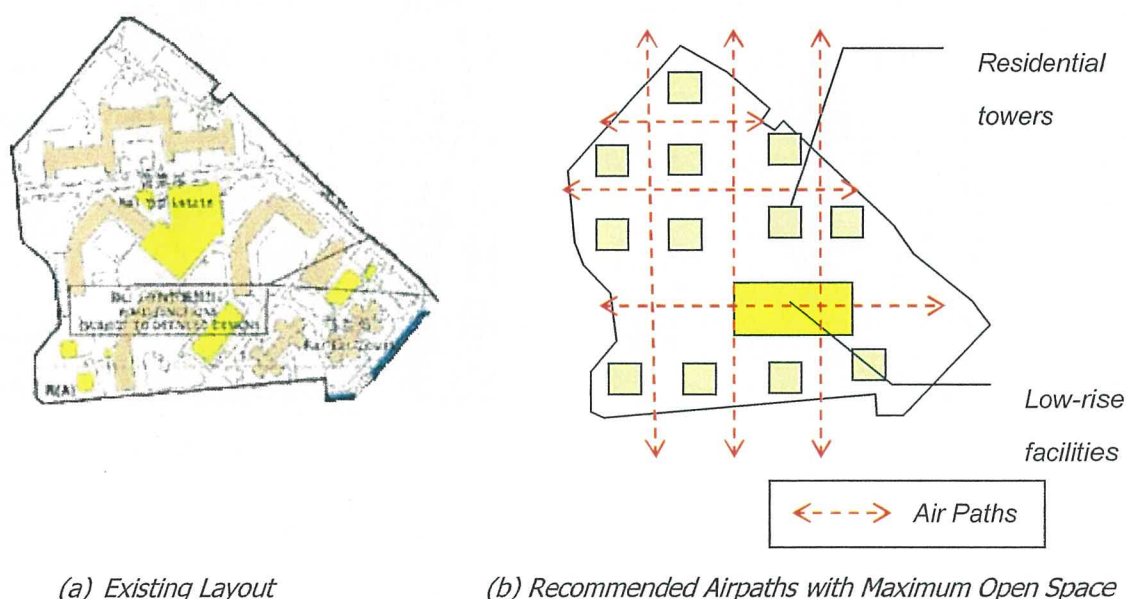 R(A)
Residential
towers
Low-rise
facilities
Air Paths
(a) Existing Layout
(b) Recommended Airpaths with Maximum Open Space